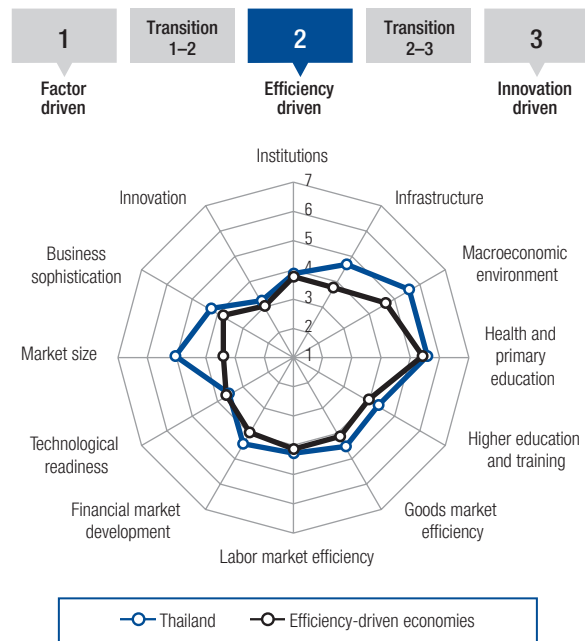 1
Transition
1–2
2
Transition
2–3
3
Factor
driven
Efficiency
driven
Innovation
driven
Institutions
7
6
5
4
3
2
1
Infrastructure
Macroeconomic
environment
Health and
primary
education
Higher education
and training
Goods market
efficiency
Labor market efficiency
Financial market
development
Technological
readiness
Market size
Business
sophistication
Innovation
Thailand
Efficiency-driven economies